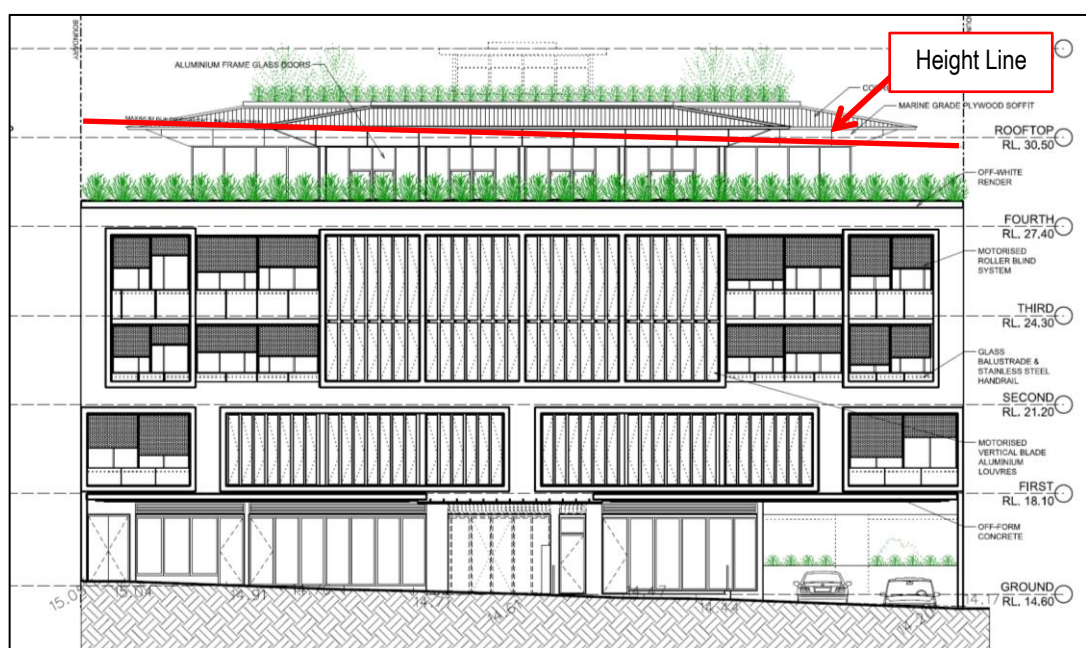 BOUNDARY
ALUMINIUM FRAME GLASS DOORS
Height Line
MARINE GRADE PLYWOOD SOFFIT
ROOFTOP
RL. 30.50
OFF-WHITE
RENDER
FOURTH
RL. 27.40
MOTORISED
ROLLER BLIND
SYSTEM
THIRD
RL. 24.30
GLASS
BALUSTRADE &
STAINLESS STEEL
HANDRAIL
SECOND
RL. 21.20
MOTORISED
VERTICAL BLADE
ALUMINIUM
LOUVRES
FIRST
RL. 18.10
OFF-FORM
CONCRETE
GROUND
RL. 14.60
15.04
14.91
14.61
14.47
14.44
14.17